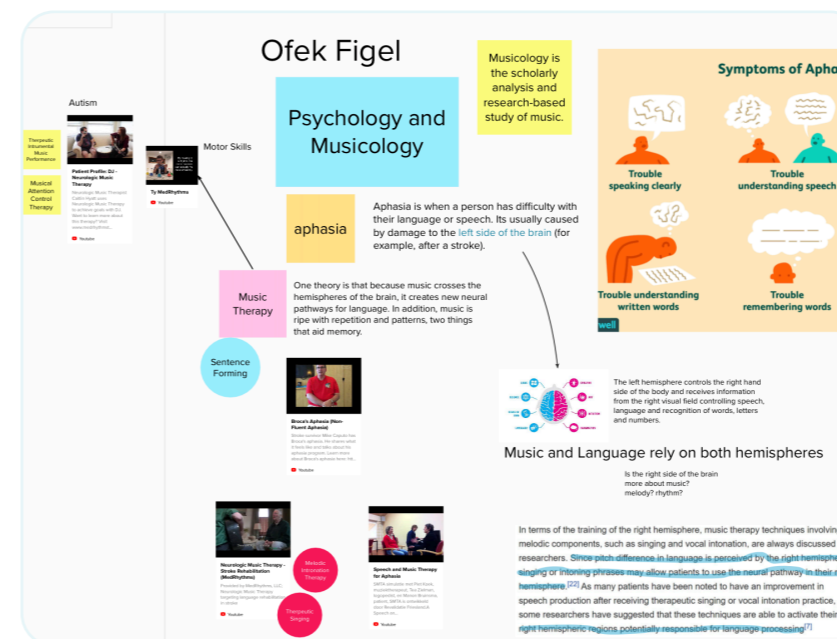 Ofek Figel
Psychology and
Musicology
Musicology is
the scholarly
analysis and
research-based
study of music.
Symptoms of Apha
Trouble
speaking clearly
Trouble
understanding speech
Trouble understanding
written words
Trouble
remembering words
well
Autism
Therpeutic
Intrumental
Music
Performance
Musical
Attention
Control
Therapy
Patient Profile: DJ -
Neurologic Music
Therapy
Youtube
Motor Skills
Ty MedRhythms
Youtube
aphasia
Aphasia is when a person has difficulty with
their language or speech. Its usually caused
by damage to the left side of the brain (for
example, after a stroke).
Music
Therapy
One theory is that because music crosses the
hemispheres of the brain, it creates new neural
pathways for language. In addition, music is
ripe with repetition and patterns, two things
that aid memory.
Sentence
Forming
Broca's Aphasia (Non-
Fluent Aphasia)
Youtube
The left hemisphere controls the right hand
side of the body and receives information
from the right visual field controlling speech,
language and recognition of words, letters
and numbers.
Music and Language rely on both hemispheres
Is the right side of the brain
more about music?
melody? rhythm?
Neurologic Music Therapy -
Stroke Rehabilitation
(MedRhythms)
Youtube
Melodic
Intronation
Therapy
Therpeutic
Singing
Speech and Music Therapy
for Aphasia
Youtube
In terms of the training of the right hemisphere, music therapy techniques involvin
melodic components, such as singing and vocal intonation, are always discussed
researchers. Since pitch difference in language is perceived by the right hemisphe
singing or intoning phrases may allow patients to use the neural pathway in their r
hemisphere.[22] As many patients have been noted to have an improvement in
speech production after receiving therapeutic singing or vocal intonation practice,
some researchers have suggested that these techniques are able to activate their
right hemispheric regions potentially responsible for language processing[7]